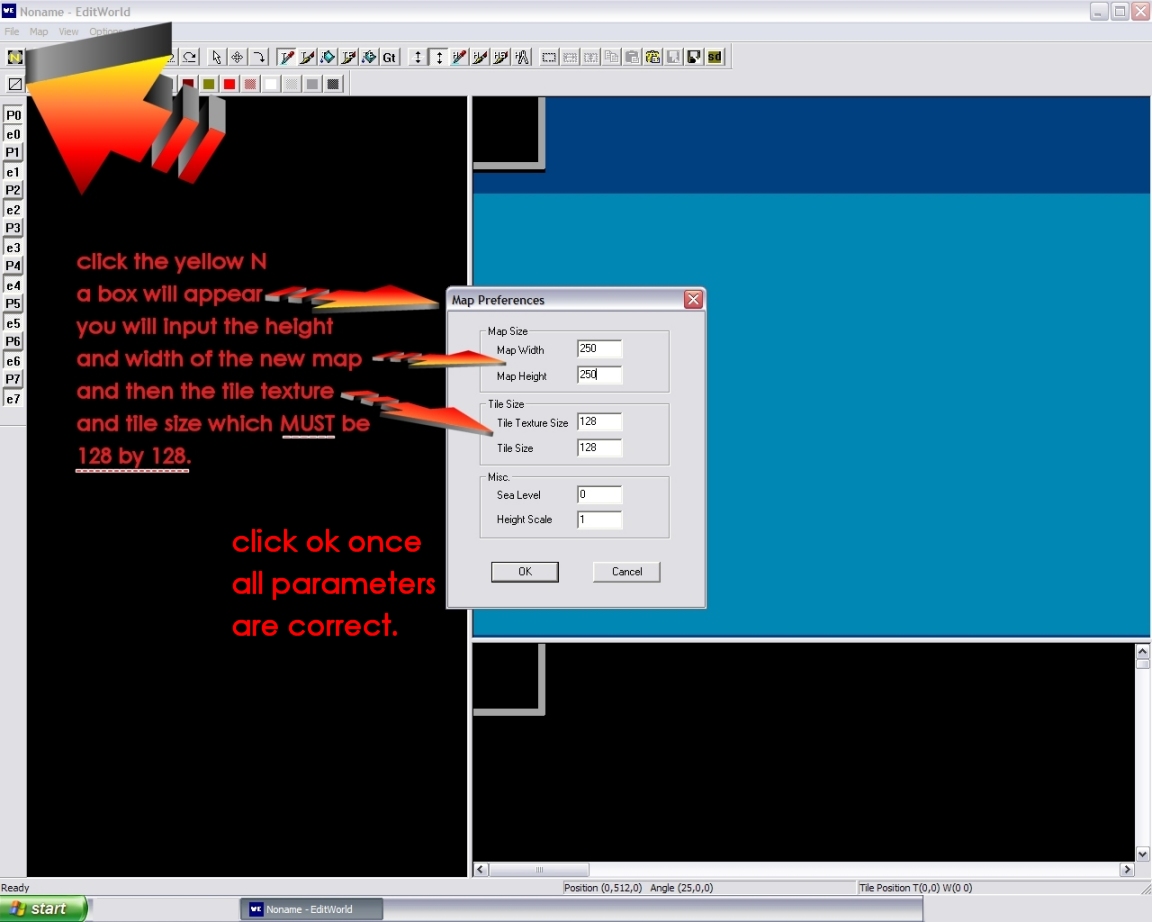 Noname - EditWorld
File Map View Options
Gt
sd
P0
e0
P1
e1
P2
e2
P3
e3
P4
e4
P5
e5
P6
e6
P7
e7
click the yellow N
a box will appear
you will input the height
and width of the new map
and then the tile texture
and tile size which MUST be
128 by 128.
click ok once
all parameters
are correct.
Map Preferences
Map Size
Map Width 250
Map Height 250
Tile Size
Tile Texture Size 128
Tile Size 128
Misc.
Sea Level 0
Height Scale 1
OK Cancel
Ready Position (0,512,0) Angle (25,0,0) Tile Position T(0,0) W(0 0)
start Noname - EditWorld